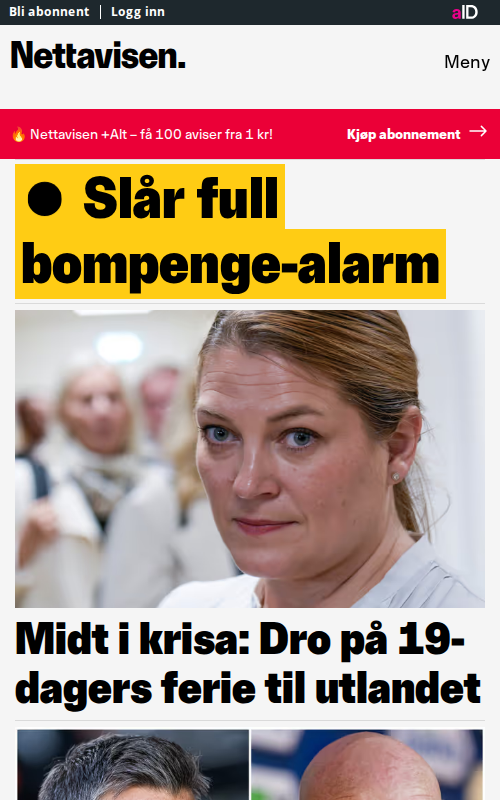 Bli abonnent | Logg inn
aID
Nettavisen.
Meny
🔥 Nettavisen +Alt – få 100 aviser fra 1 kr!
Kjøp abonnement →
● Slår full
bompenge-alarm
Midt i krisa: Dro på 19-
dagers ferie til utlandet